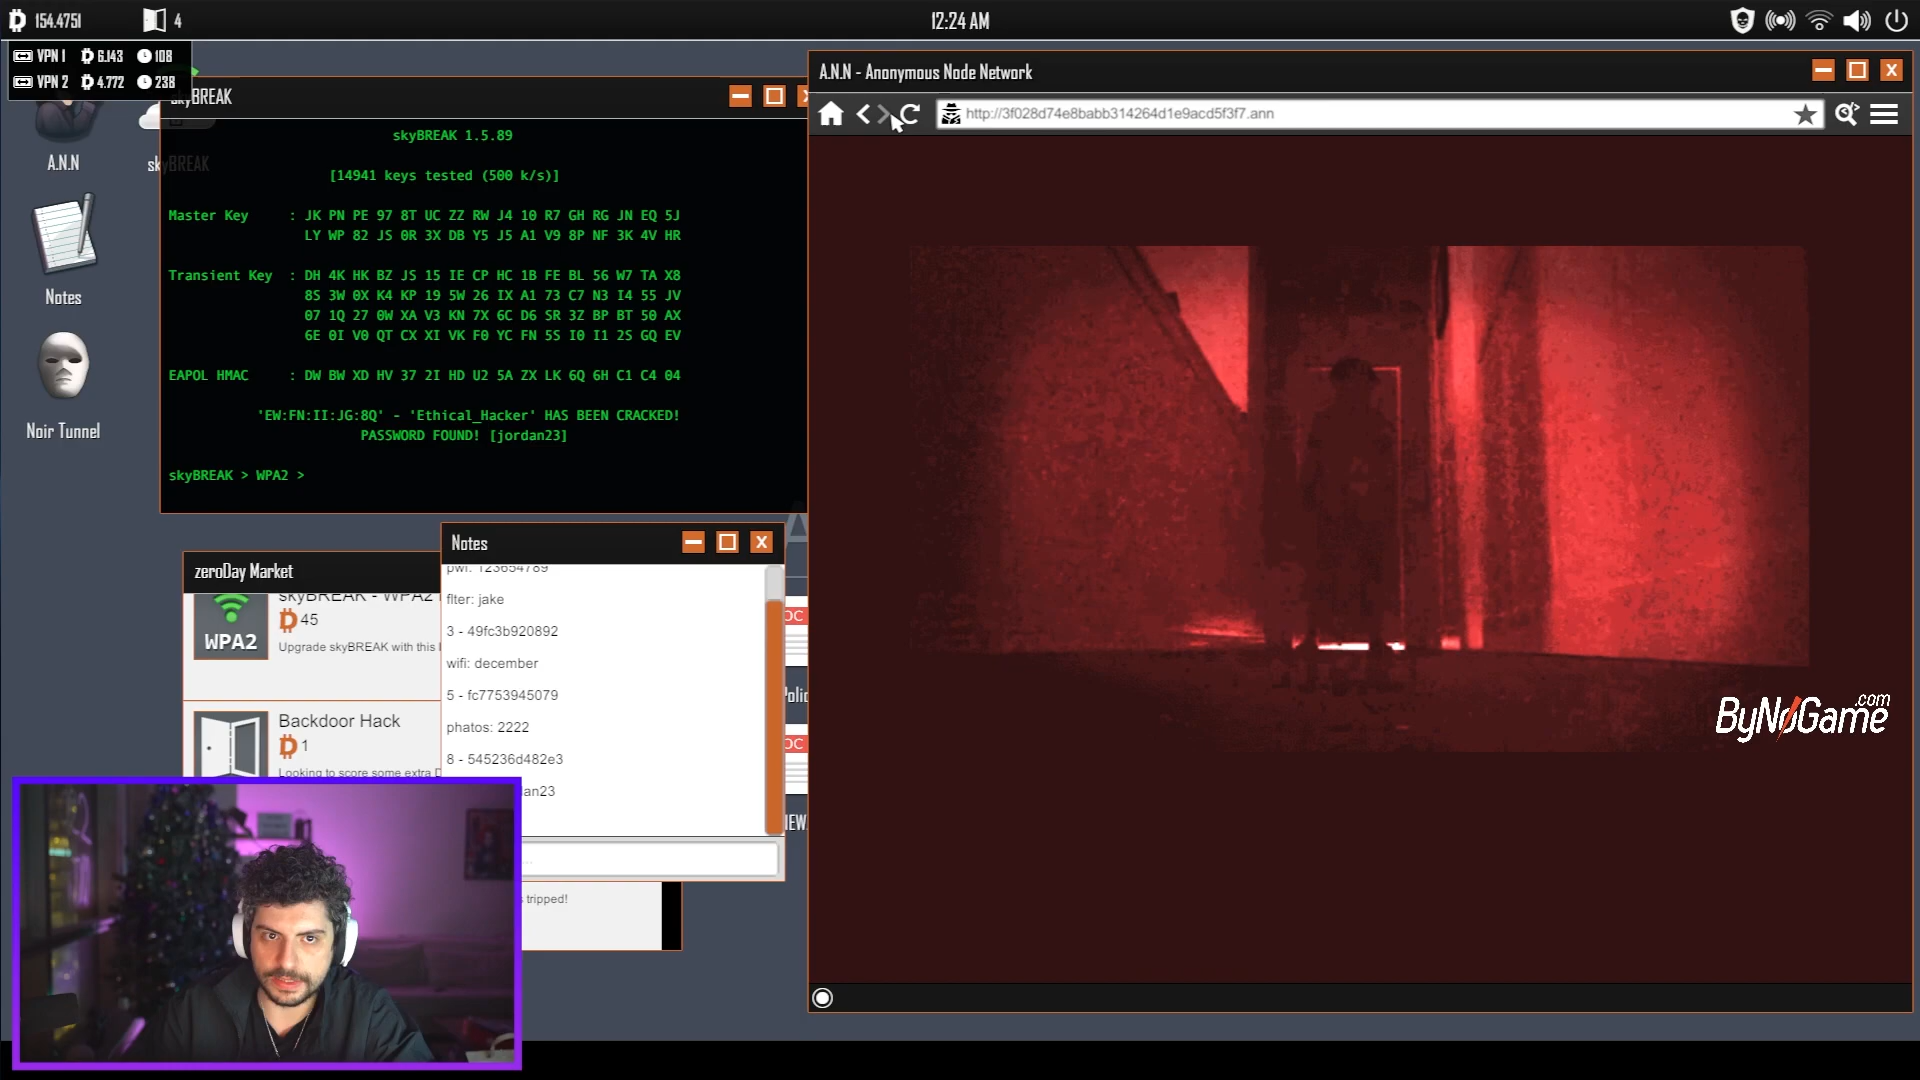 154.4751
4
12:24 AM
VPN 1 6.143 108
VPN 2 4.772 238
A.N.N
skyBREAK
Notes
Noir Tunnel
skyBREAK 1.5.89
[14941 keys tested (500 k/s)]
Master Key : JK PN PE 97 8T UC ZZ RW J4 10 R7 GH RG JN EQ 5J
LY WP 82 JS 0R 3X DB Y5 J5 A1 V9 8P NF 3K 4V HR
Transient Key : DH 4K HK BZ JS 15 IE CP HC 1B FE BL 56 W7 TA X8
8S 3W 0X K4 KP 19 5W 26 IX A1 73 C7 N3 I4 55 JV
07 1Q 27 0W XA V3 KN 7X 6C D6 SR 3Z BP BT 50 AX
6E 0I V0 QT CX XI VK F0 YC FN 5S I0 I1 2S GQ EV
EAPOL HMAC : DW BW XD HV 37 2I HD U2 5A ZX LK 6Q 6H C1 C4 04
'EW:FN:II:JG:8Q' - 'Ethical_Hacker' HAS BEEN CRACKED!
PASSWORD FOUND! [jordan23]
skyBREAK > WPA2 >
zeroDay Market
skyBREAK - WPA2
45
WPA2
Upgrade skyBREAK with this
Backdoor Hack
1
Looking to score some extra
tripped!
Notes
pwl: 123654789
flter: jake
3 - 49fc3b920892
wifi: december
5 - fc7753945079
photos: 2222
8 - 545236d482e3
dan23
A.N.N - Anonymous Node Network
http://3f028d74e8babb314264d1e9acd5f3f7.ann
ByNoGame
.com